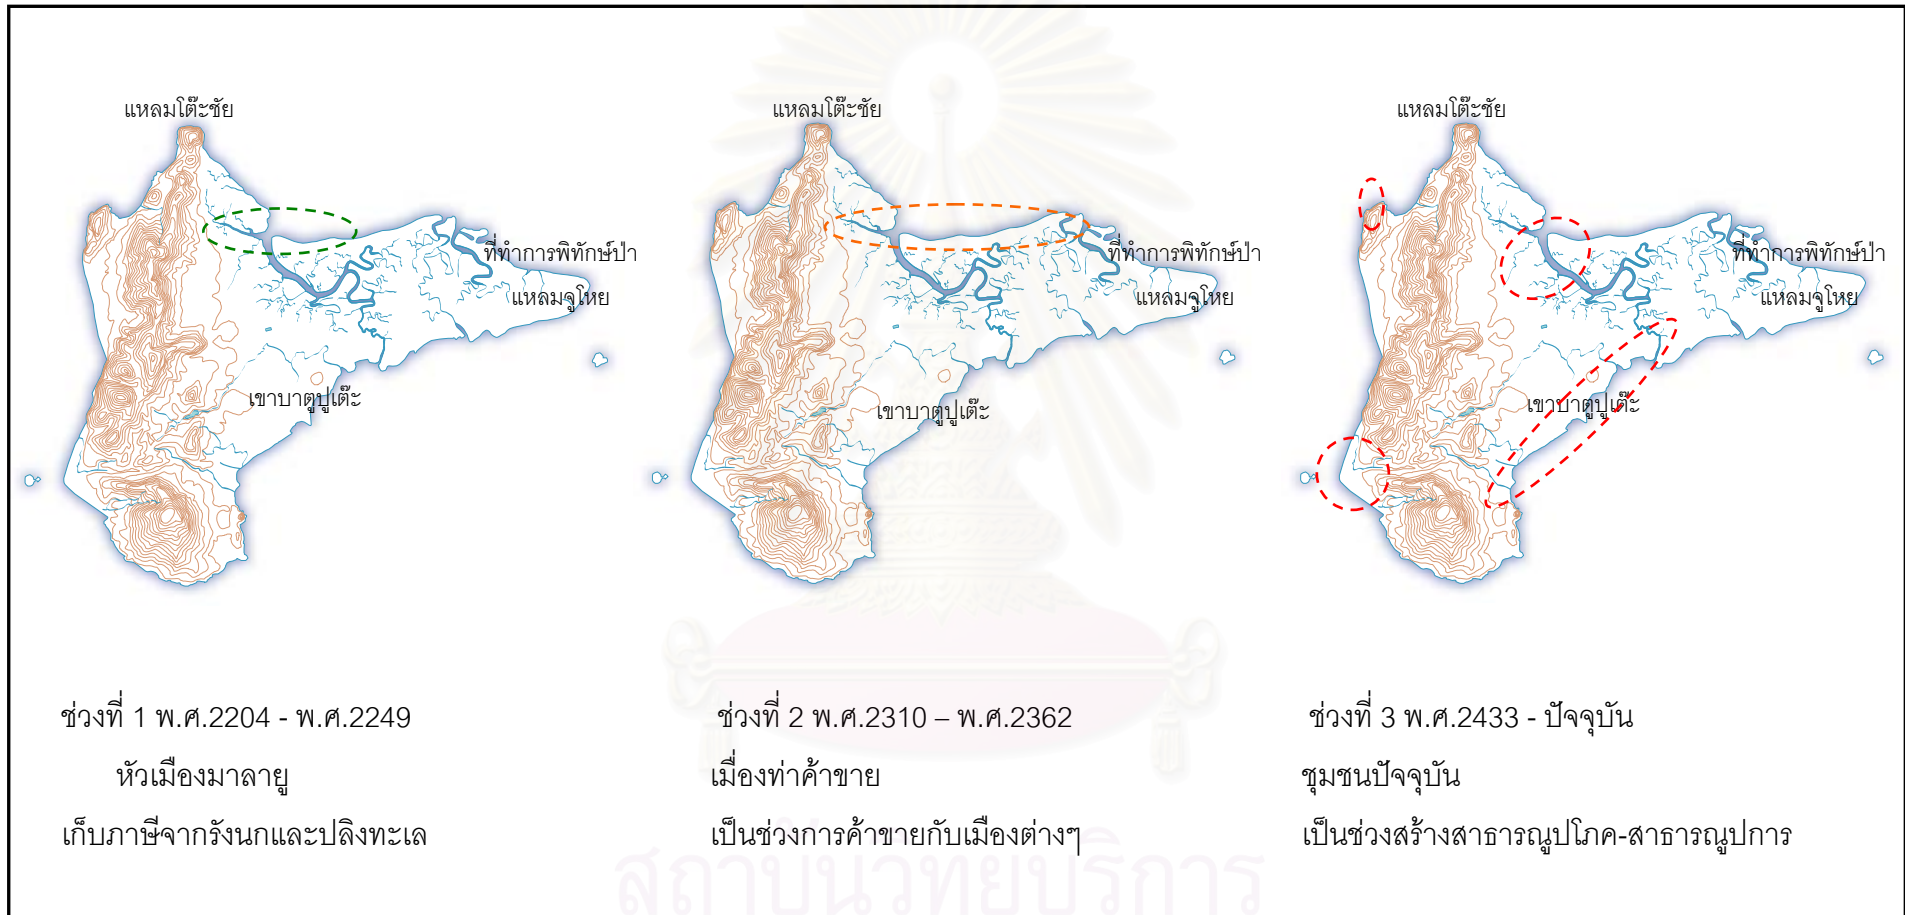 แหลมโต๊ะชัย
ที่ทำการพิทักษ์ป่า
แหลมจูโหย
เขาบาตูปูเต๊ะ
ช่วงที่ 1 พ.ศ.2204 - พ.ศ.2249
หัวเมืองมาลายู
เก็บภาษีจากรังนกและปลิงทะเล
แหลมโต๊ะชัย
ที่ทำการพิทักษ์ป่า
แหลมจูโหย
เขาบาตูปูเต๊ะ
ช่วงที่ 2 พ.ศ.2310 – พ.ศ.2362
เมื่องท่าค้าขาย
เป็นช่วงการค้าขายกับเมืองต่างๆ
แหลมโต๊ะชัย
ที่ทำการพิทักษ์ป่า
แหลมจูโหย
เขาบาตูปูเต๊ะ
ช่วงที่ 3 พ.ศ.2433 - ปัจจุบัน
ชุมชนปัจจุบัน
เป็นช่วงสร้างสาธารณูปโภค-สาธารณูปการ
สถาบันวิทยบริการ